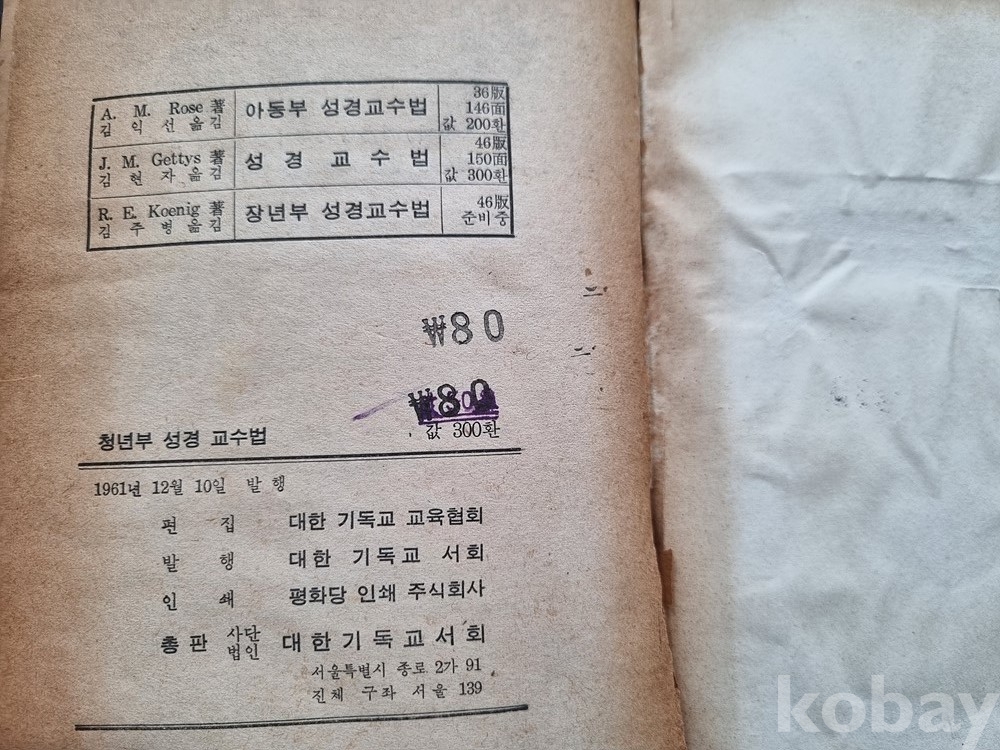 A. M. Rose 著
김익선 옮김
아동부 성경교수법
36版
146面
값 200환
J. M. Gettys 著
김현자 옮김
성경교수법
46版
150面
값 300환
R. E. Koenig 著
김주병 옮김
장년부 성경교수법
46版
준비중
₩80
₩80
청년부 성경 교수법
값 300환
1961년 12월 10일 발행
편집 대한 기독교 교육협회
발행 대한 기독교 서회
인쇄 평화당 인쇄 주식회사
총판 사단법인 대한기독교서회
서울특별시 종로 2가 91
진체 구좌 서울 139
kobay